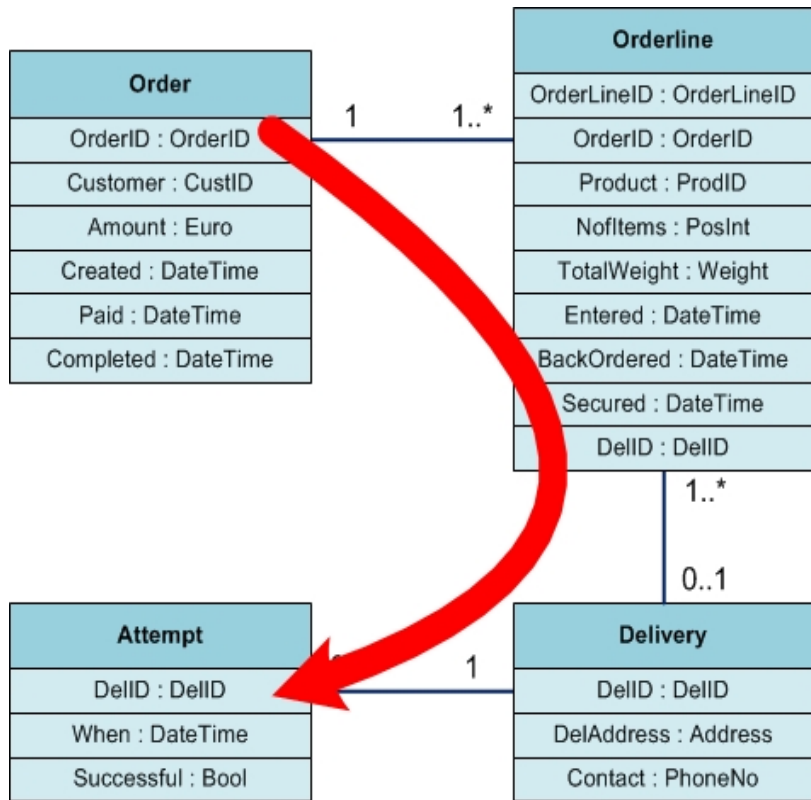 Order
OrderID : OrderID
Customer : CustID
Amount : Euro
Created : DateTime
Paid : DateTime
Completed : DateTime
1
1..*
Orderline
OrderLineID : OrderLineID
OrderID : OrderID
Product : ProdID
NofItems : PosInt
TotalWeight : Weight
Entered : DateTime
BackOrdered : DateTime
Secured : DateTime
DelID : DelID
1..*
0..1
Attempt
DelID : DelID
When : DateTime
Successful : Bool
1
Delivery
DelID : DelID
DelAddress : Address
Contact : PhoneNo